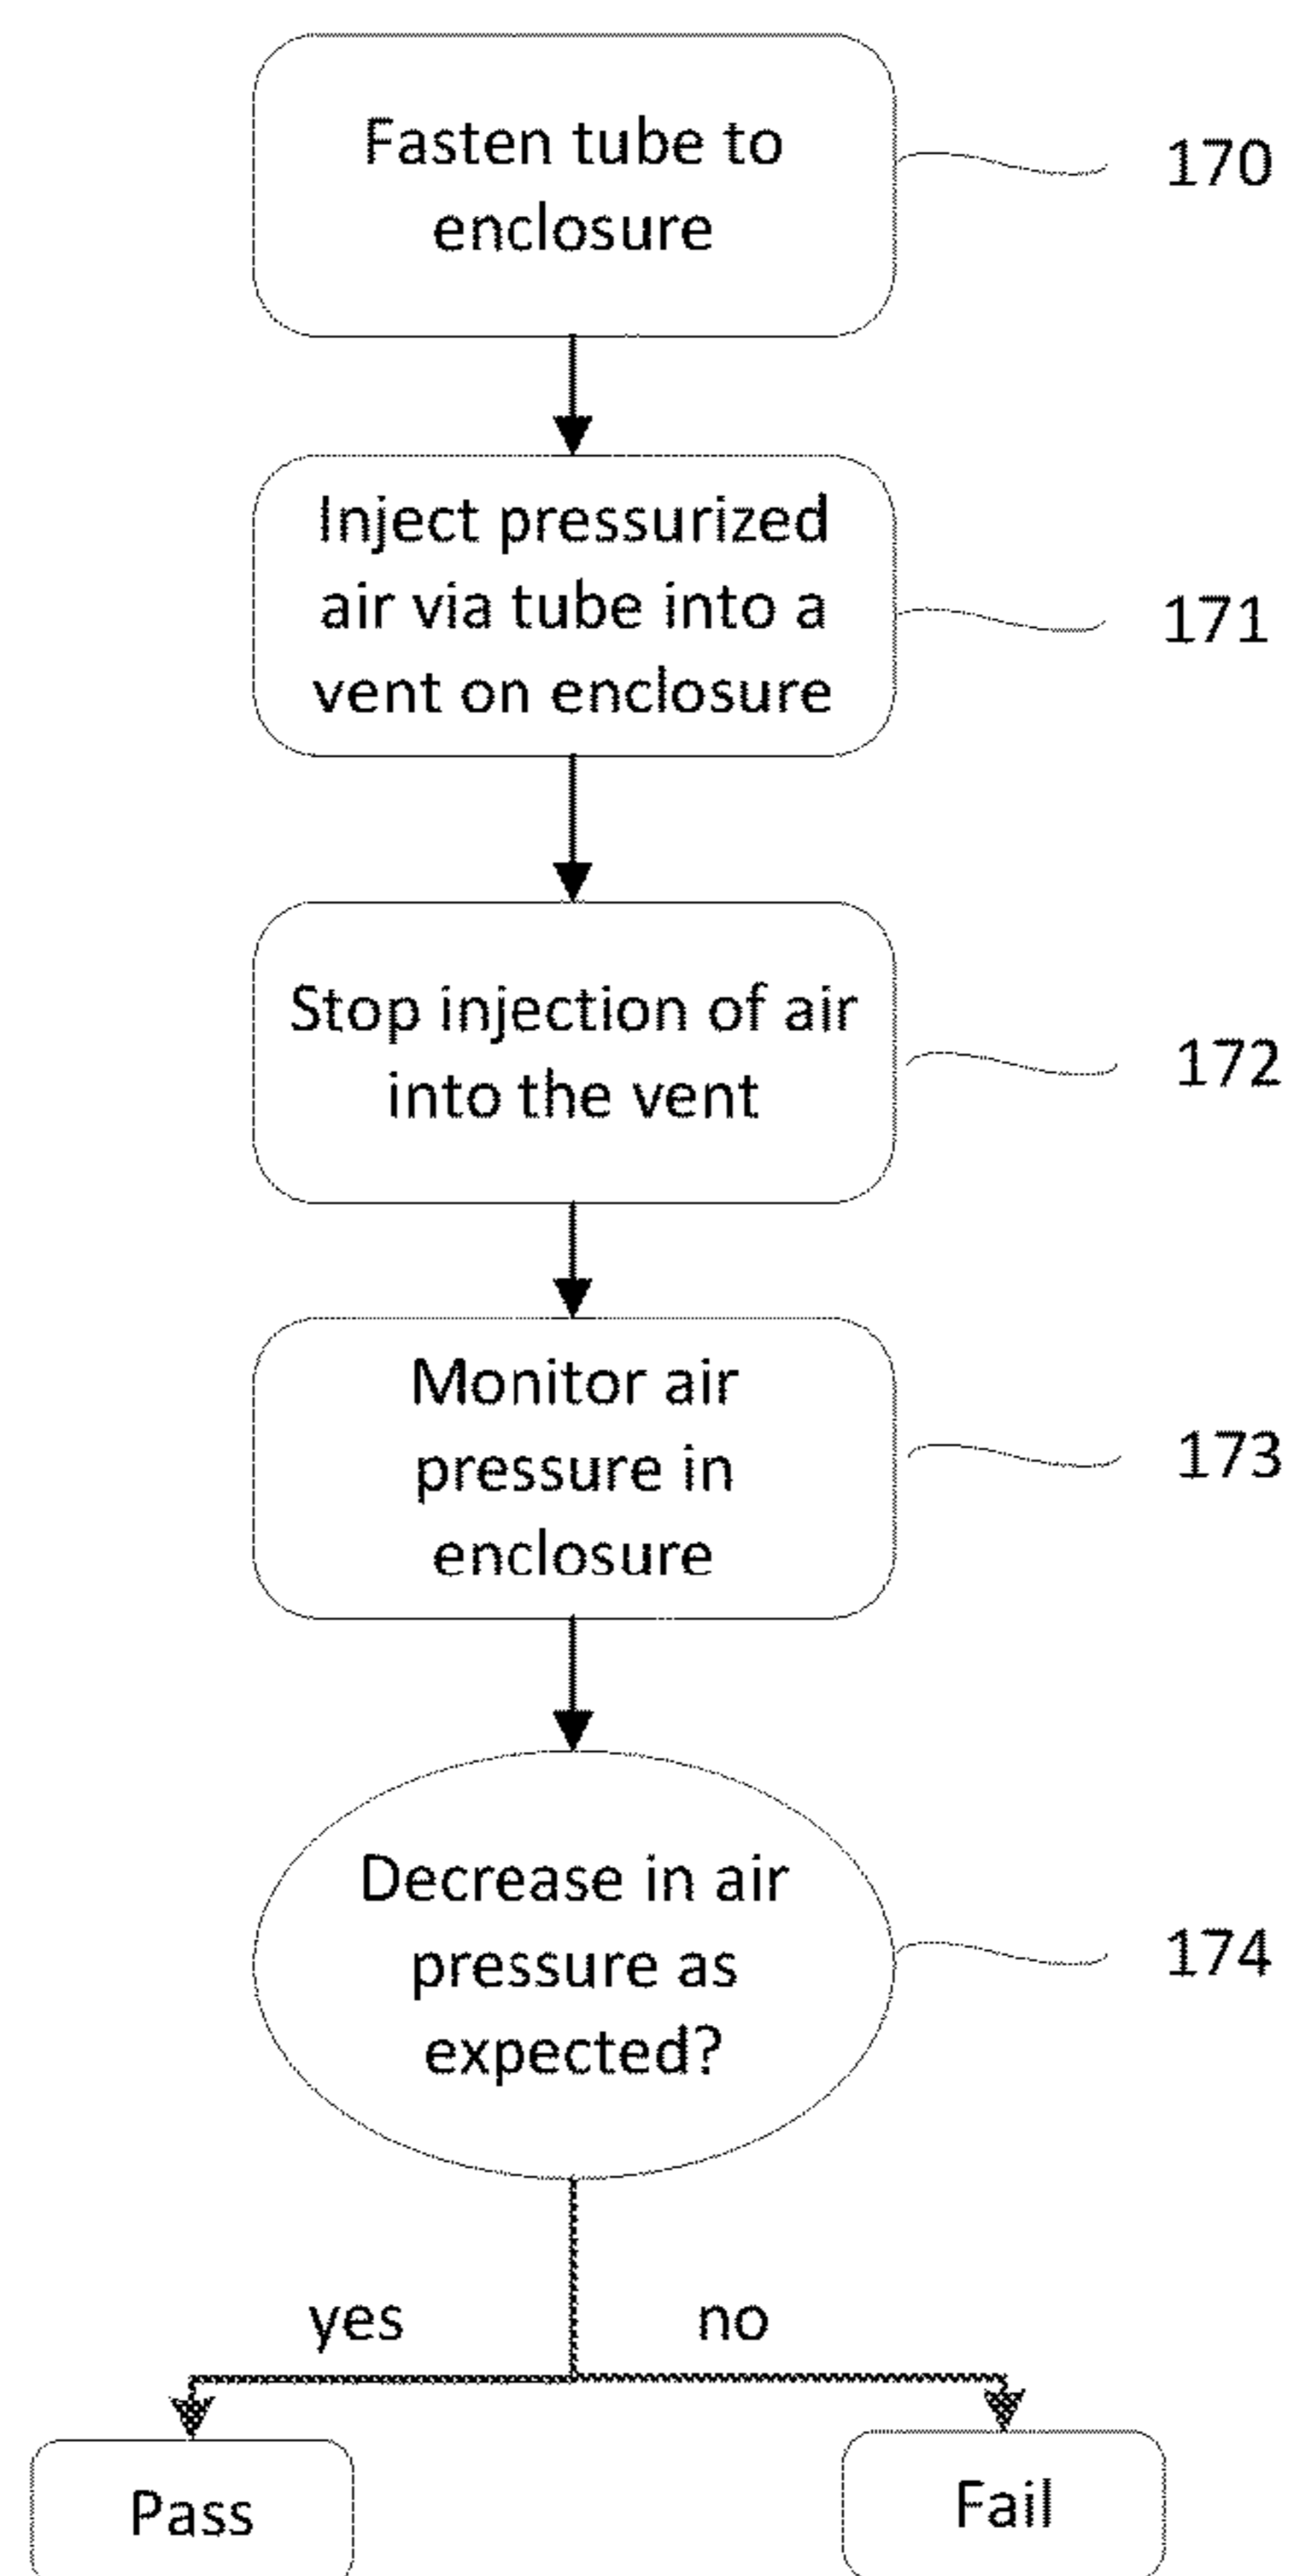 Fasten tube to
enclosure
170
Inject pressurized
air via tube into a
vent on enclosure
171
Stop injection of air
into the vent
172
Monitor air
pressure in
enclosure
173
Decrease in air
pressure as
expected?
174
yes
no
Pass
Fail